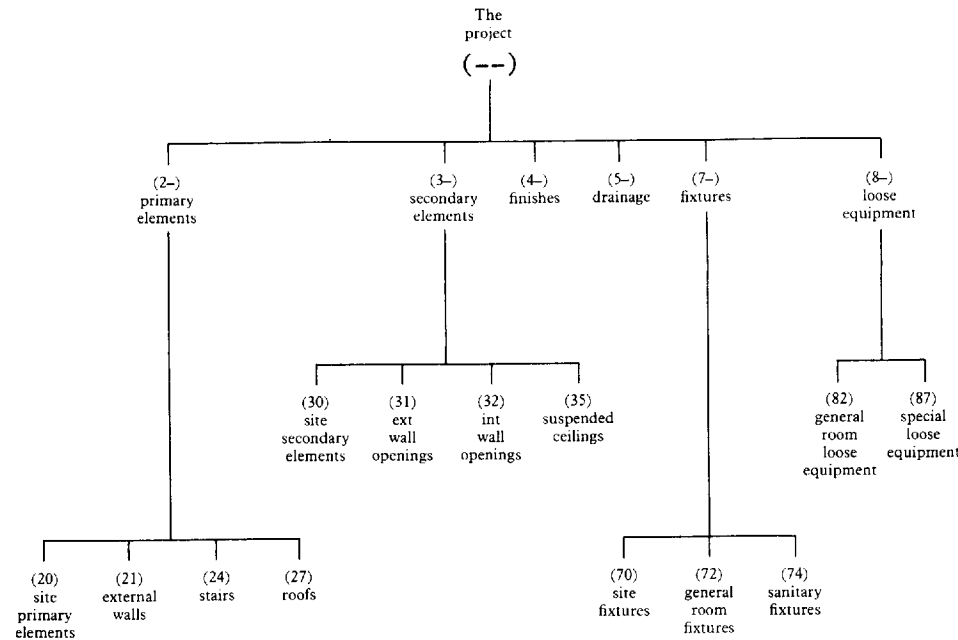 The
project
(--)
(2–)
primary
elements
(3–)
secondary
elements
(4–)
finishes
(5–)
drainage
(7–)
fixtures
(8–)
loose
equipment
(30)
site
secondary
elements
(31)
ext
wall
openings
(32)
int
wall
openings
(35)
suspended
ceilings
(82)
general
room
loose
equipment
(87)
special
loose
equipment
(20)
site
primary
elements
(21)
external
walls
(24)
stairs
(27)
roofs
(70)
site
fixtures
(72)
general
room
fixtures
(74)
sanitary
fixtures